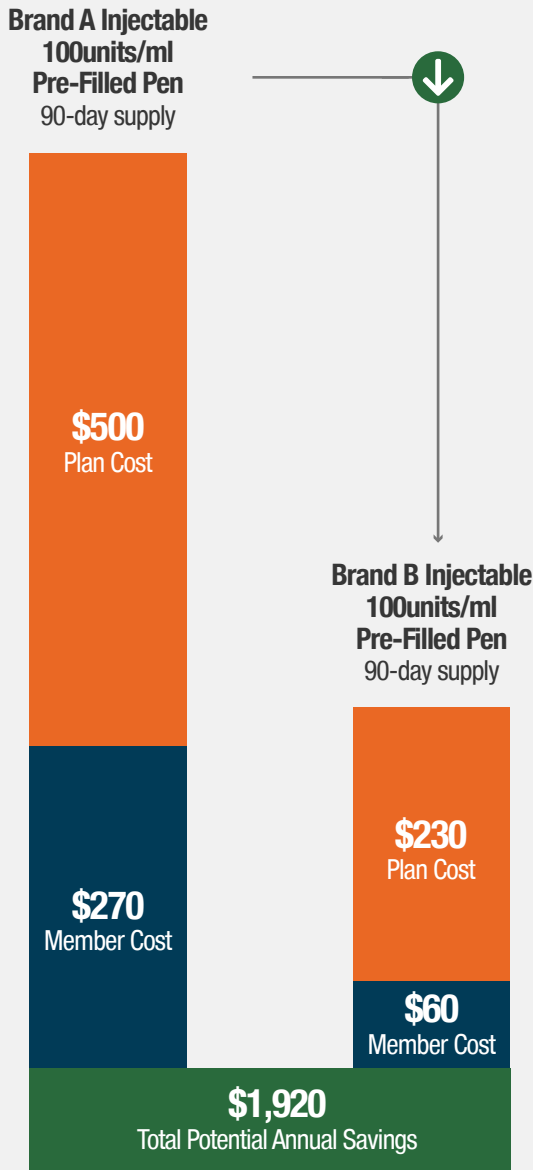 Brand A Injectable
100units/ml
Pre-Filled Pen
90-day supply
$500
Plan Cost
$270
Member Cost
Brand B Injectable
100units/ml
Pre-Filled Pen
90-day supply
$230
Plan Cost
$60
Member Cost
$1,920
Total Potential Annual Savings